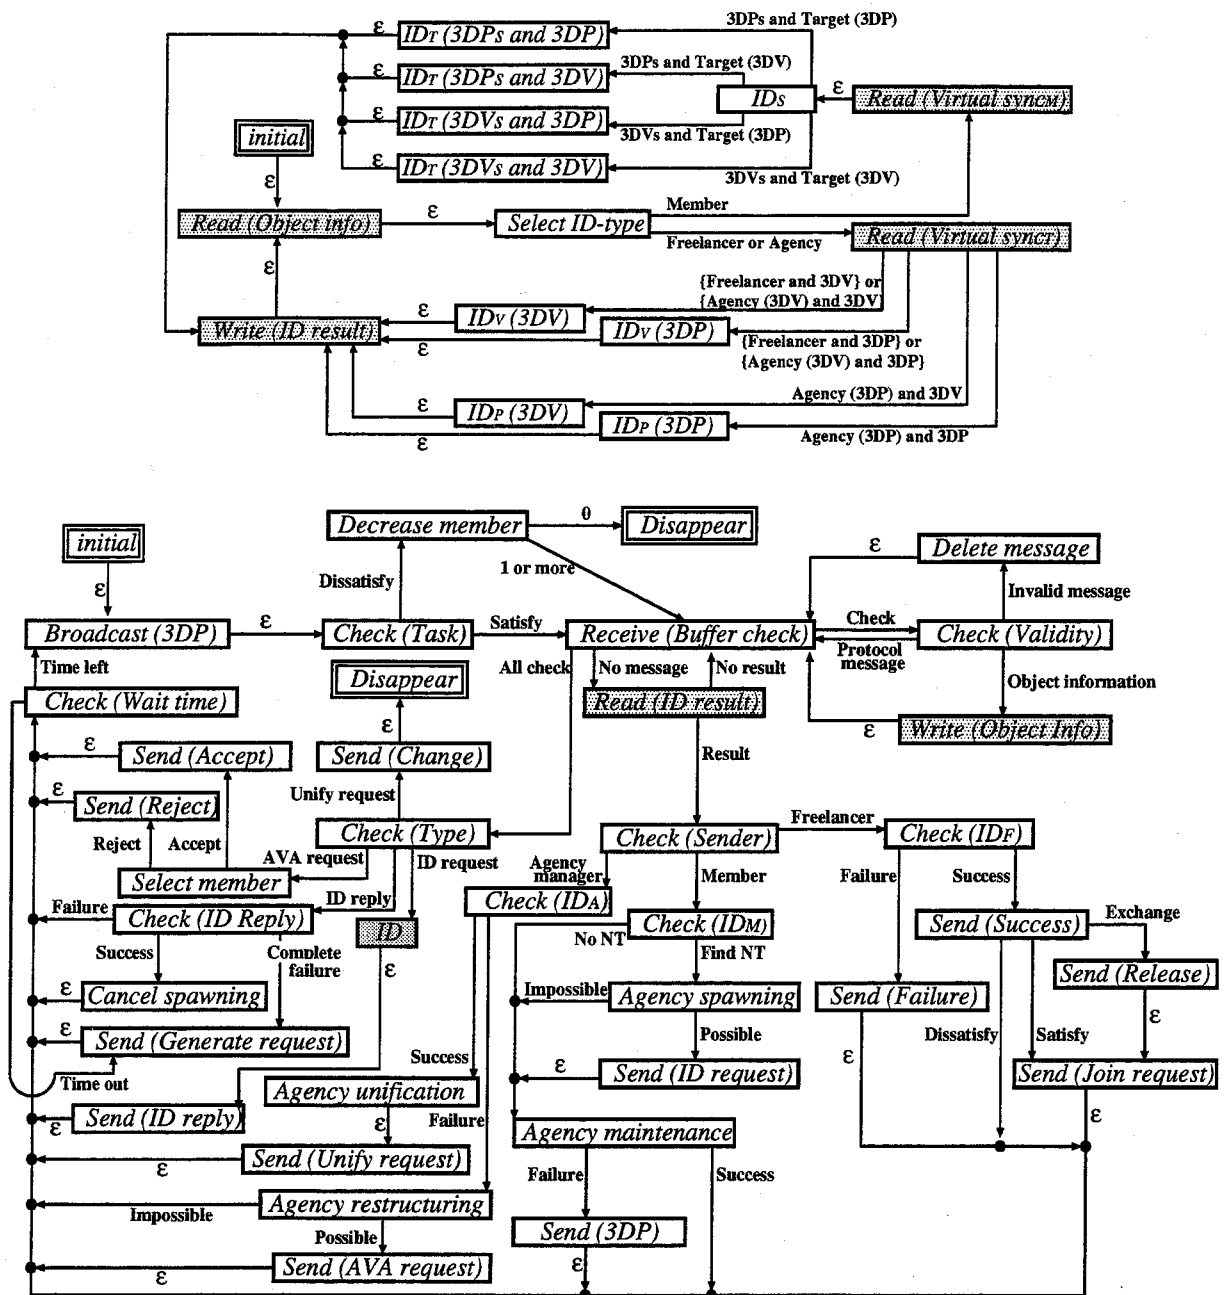 3DPs and Target (3DP)
ε
IDT (3DPs and 3DP)
3DPs and Target (3DV)
ε
IDT (3DPs and 3DV)
IDs
ε
Read (Virtual syncM)
ε
IDT (3DVs and 3DP)
3DVs and Target (3DP)
initial
ε
IDT (3DVs and 3DV)
3DVs and Target (3DV)
ε
Member
Read (Object info)
ε
Select ID-type
Freelancer or Agency
Read (Virtual syncT)
ε
{Freelancer and 3DV} or
{Agency (3DV) and 3DV}
ε
IDV (3DV)
Write (ID result)
IDV (3DP)
ε
{Freelancer and 3DP} or
{Agency (3DV) and 3DP}
Agency (3DP) and 3DV
ε
IDP (3DV)
IDP (3DP)
ε
Agency (3DP) and 3DP
initial
Decrease member
0
Disappear
ε
Delete message
ε
Dissatisfy
1 or more
Invalid message
Broadcast (3DP)
ε
Check (Task)
Satisfy
Receive (Buffer check)
Check
Check (Validity)
Protocol
message
Time left
All check
No message
No result
Disappear
Object information
Check (Wait time)
Read (ID result)
ε
ε
Write (Object Info)
ε
Send (Accept)
Send (Change)
Result
ε
Send (Reject)
Unify request
Freelancer
Reject
Accept
Check (Type)
Check (Sender)
Check (IDF)
AVA request
ID request
Agency
manager
Member
Failure
Success
Select member
ID reply
Check (IDA)
Failure
Check (ID Reply)
ID
No NT
Check (IDM)
Send (Success)
Exchange
Success
Complete
failure
ε
Find NT
Send (Release)
ε
Cancel spawning
Impossible
Agency spawning
Send (Failure)
ε
ε
Send (Generate request)
Success
Possible
Dissatisfy
Satisfy
ε
Time out
Agency unification
ε
Send (ID request)
Send (Join request)
ε
Send (ID reply)
ε
Failure
Agency maintenance
ε
ε
Send (Unify request)
Failure
Success
Agency restructuring
Impossible
Possible
Send (3DP)
ε
Send (AVA request)
ε